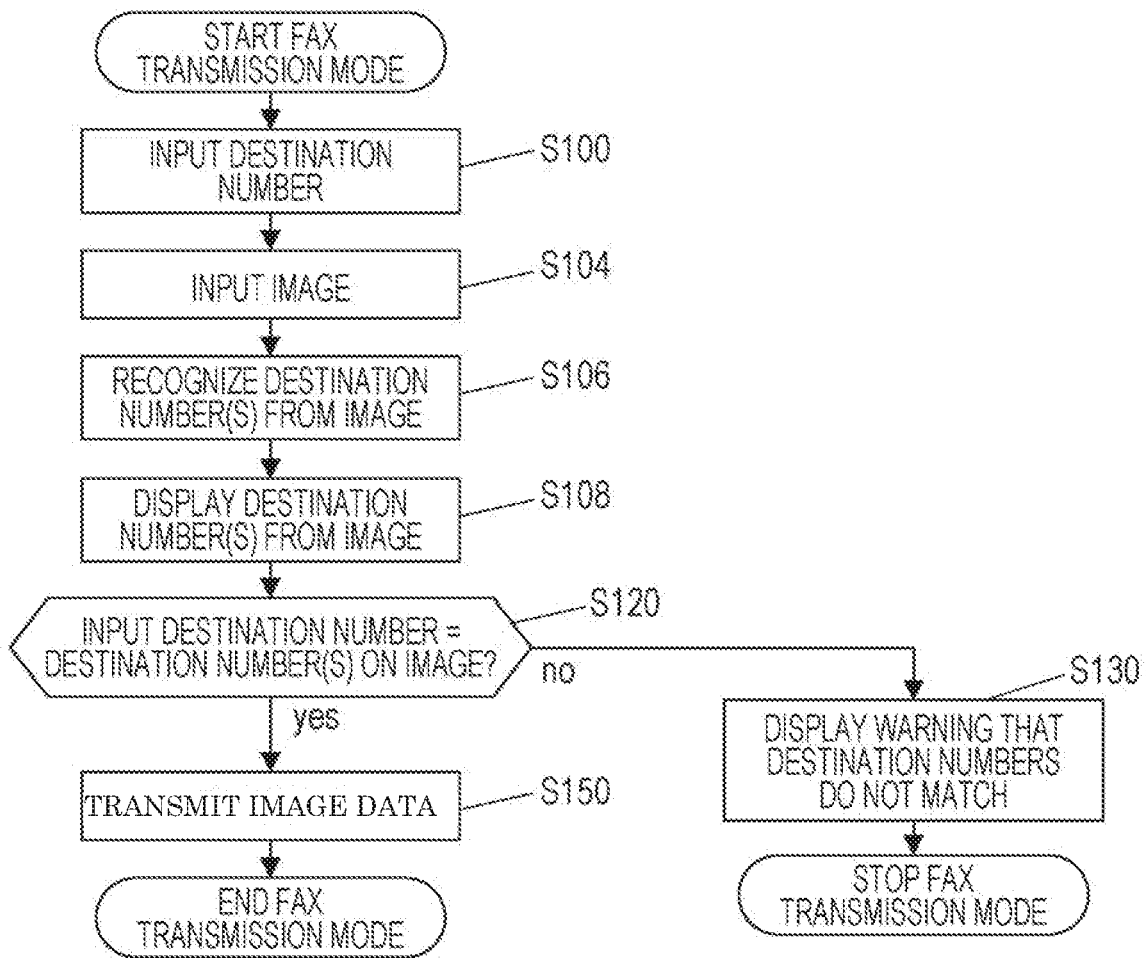 START FAX
TRANSMISSION MODE
INPUT DESTINATION
NUMBER
S100
INPUT IMAGE
S104
RECOGNIZE DESTINATION
NUMBER(S) FROM IMAGE
S106
DISPLAY DESTINATION
NUMBER(S) FROM IMAGE
S108
INPUT DESTINATION NUMBER =
DESTINATION NUMBER(S) ON IMAGE?
S120
no
yes
DISPLAY WARNING THAT
DESTINATION NUMBERS
DO NOT MATCH
S130
TRANSMIT IMAGE DATA
S150
END FAX
TRANSMISSION MODE
STOP FAX
TRANSMISSION MODE